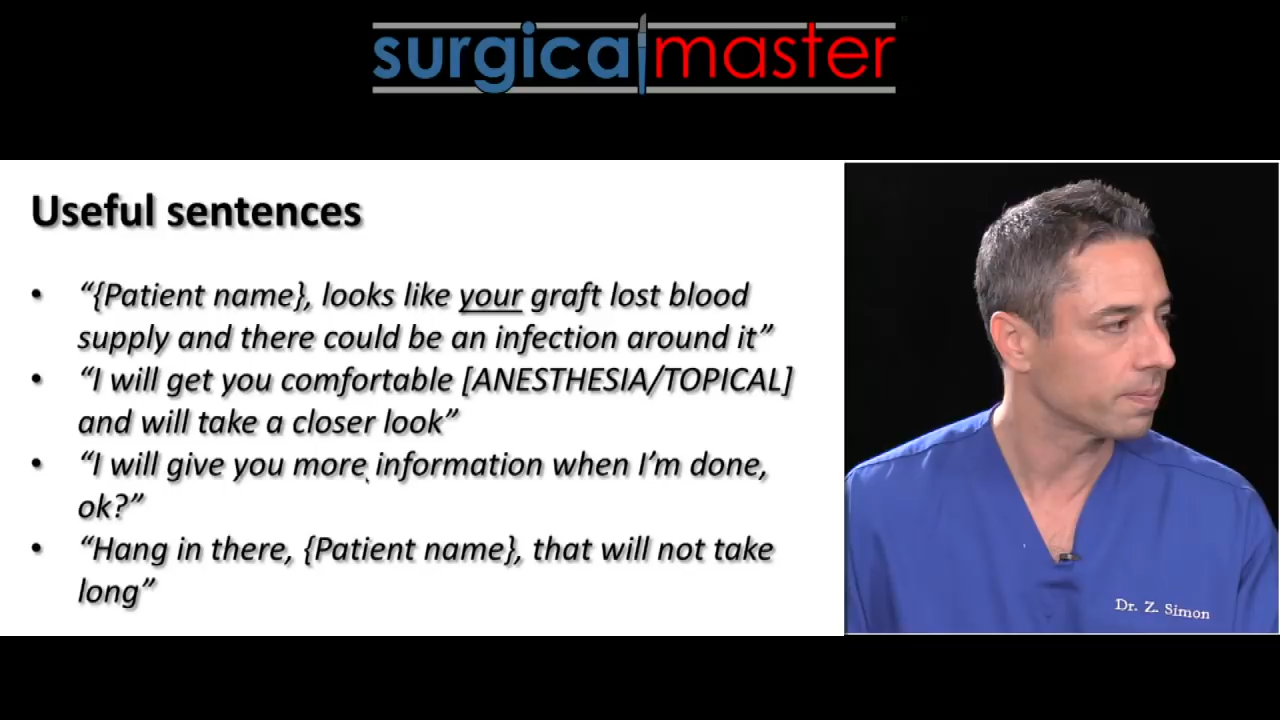 surgical master
Useful sentences
• “{Patient name}, looks like your graft lost blood
supply and there could be an infection around it”
• “I will get you comfortable [ANESTHESIA/TOPICAL]
and will take a closer look”
• “I will give you more information when I’m done,
ok?”
• “Hang in there, {Patient name}, that will not take
long”
Dr. Z. Simon